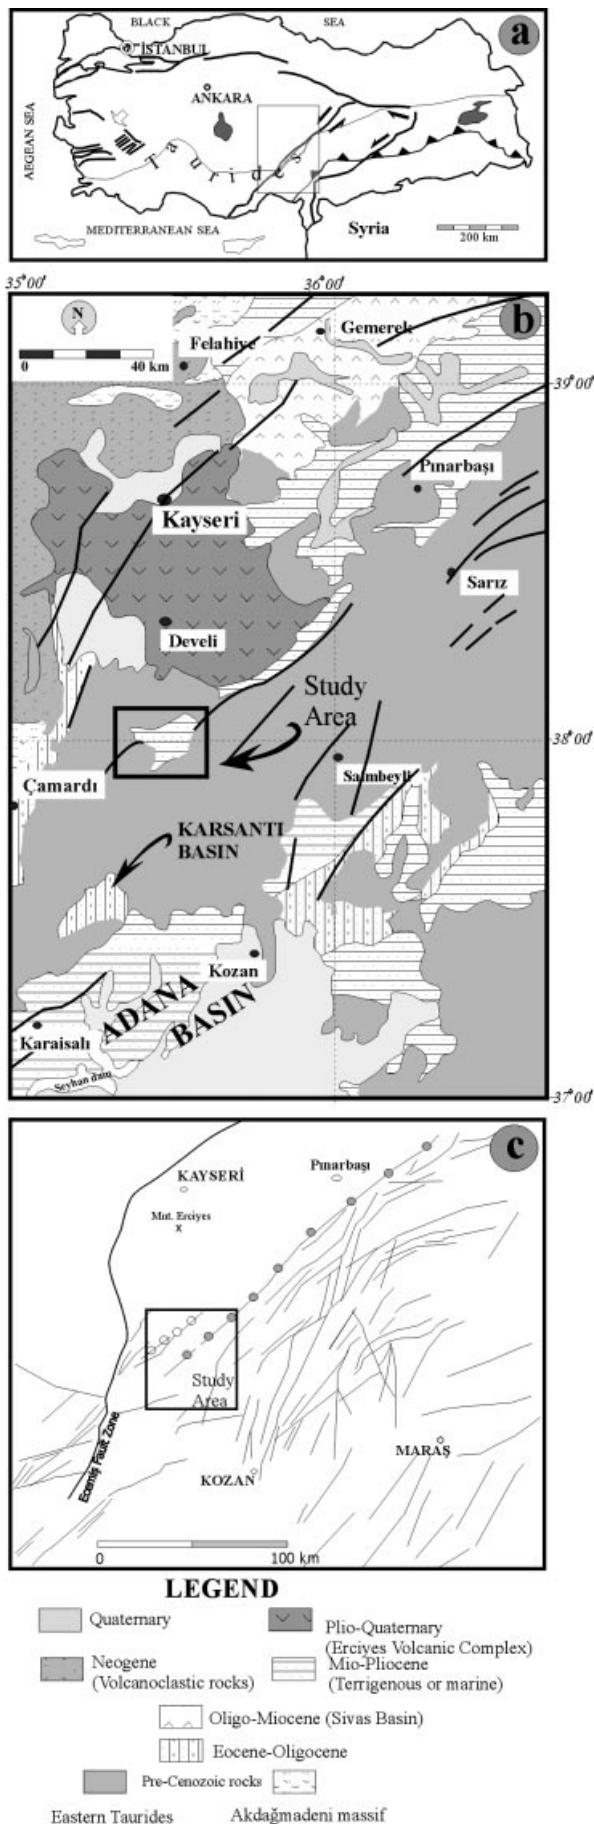 BLACK SEA
a
İSTANBUL
ANKARA
AEGEAN SEA
Taurides
MEDITERRANEAN SEA
Syria
200 km
35°00'
36°00'
N
b
Felahiye
Gemerek
0 40 km
39°00'
Pınarbaşı
Kayseri
Sarız
Develi
Study
Area
38°00'
Çamardı
Saimbeyli
KARSANTI
BASIN
Kozan
ADANA
BASIN
Karaisalı
Seyhan dam
37°00'
c
KAYSERİ
Pınarbaşı
Mnt. Erciyes
x
Study
Area
Ecemiş Fault Zone
MARAŞ
KOZAN
0 100 km
LEGEND
Quaternary
Plio-Quaternary
(Erciyes Volcanic Complex)
Neogene
(Volcanoclastic rocks)
Mio-Pliocene
(Terrigenous or marine)
Oligo-Miocene (Sivas Basin)
Eocene-Oligocene
Pre-Cenozoic rocks
Eastern Taurides
Akdağmadeni massif